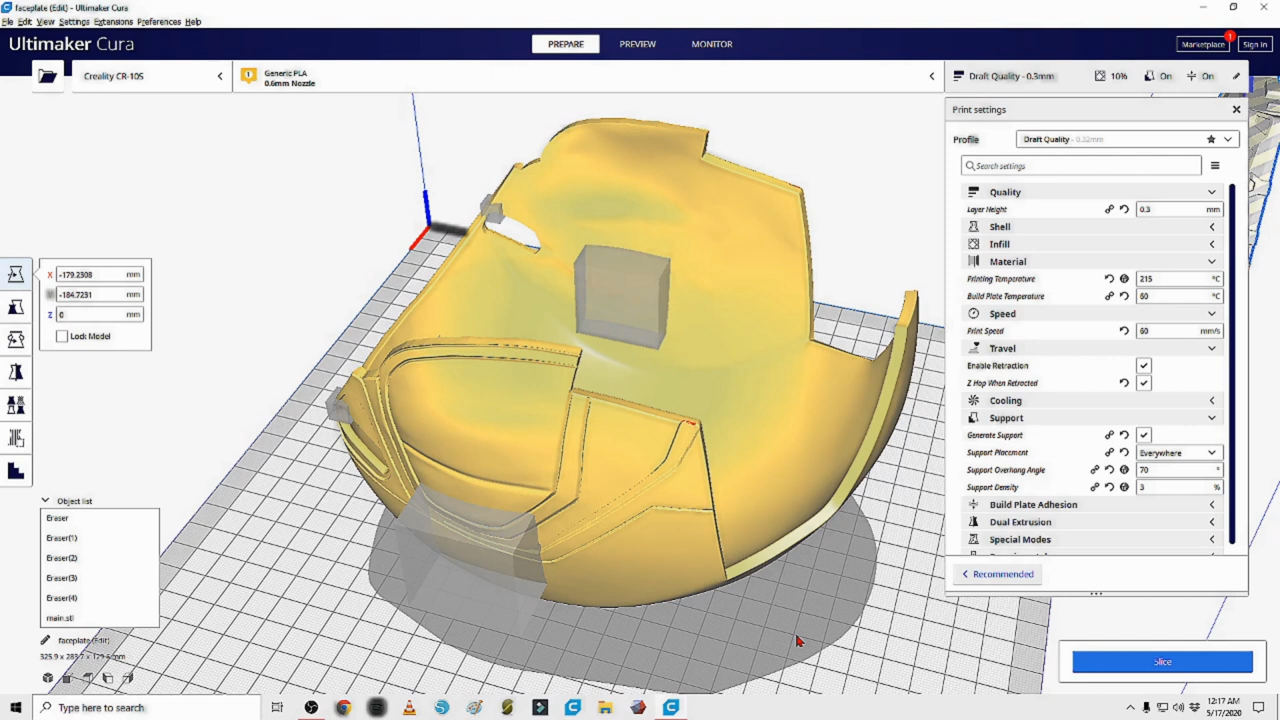 faceplate (Edit) - Ultimaker Cura
File Edit View Settings Extensions Preferences Help
Ultimaker Cura
PREPARE
PREVIEW
MONITOR
Marketplace
1
Sign in
Creality CR-10S
1
Generic PLA
0.6mm Nozzle
Draft Quality - 0.3mm
10%
On
On
Print settings
Profile
Draft Quality - 0.32mm
Search settings
Quality
Layer Height
0.3 mm
Shell
Infill
Material
Printing Temperature
215 °C
Build Plate Temperature
60 °C
Speed
Print Speed
60 mm/s
Travel
Enable Retraction
Z Hop When Retracted
Cooling
Support
Generate Support
Support Placement
Everywhere
Support Overhang Angle
70 °
Support Density
3 %
Build Plate Adhesion
Dual Extrusion
Special Modes
Recommended
X -179.2308 mm
-184.7231 mm
Z 0 mm
Lock Model
Object list
Eraser
Eraser(1)
Eraser(2)
Eraser(3)
Eraser(4)
main.stl
faceplate (Edit)
Slice
Type here to search
12:17 AM
5/17/2020